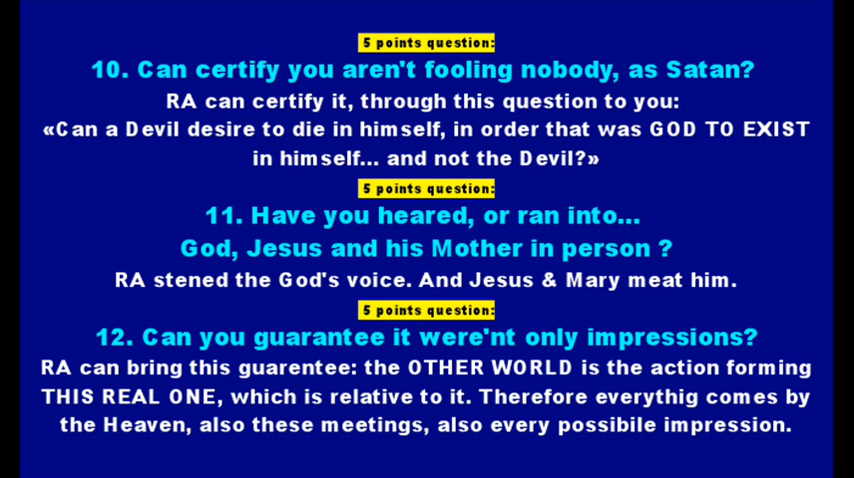 5 points question:
10. Can certify you aren't fooling nobody, as Satan?
RA can certify it, through this question to you:
«Can a Devil desire to die in himself, in order that was GOD TO EXIST
in himself... and not the Devil?»
5 points question:
11. Have you heared, or ran into...
God, Jesus and his Mother in person ?
RA stened the God's voice. And Jesus & Mary meat him.
5 points question:
12. Can you guarantee it were'nt only impressions?
RA can bring this guarentee: the OTHER WORLD is the action forming
THIS REAL ONE, which is relative to it. Therefore everythig comes by
the Heaven, also these meetings, also every possibile impression.